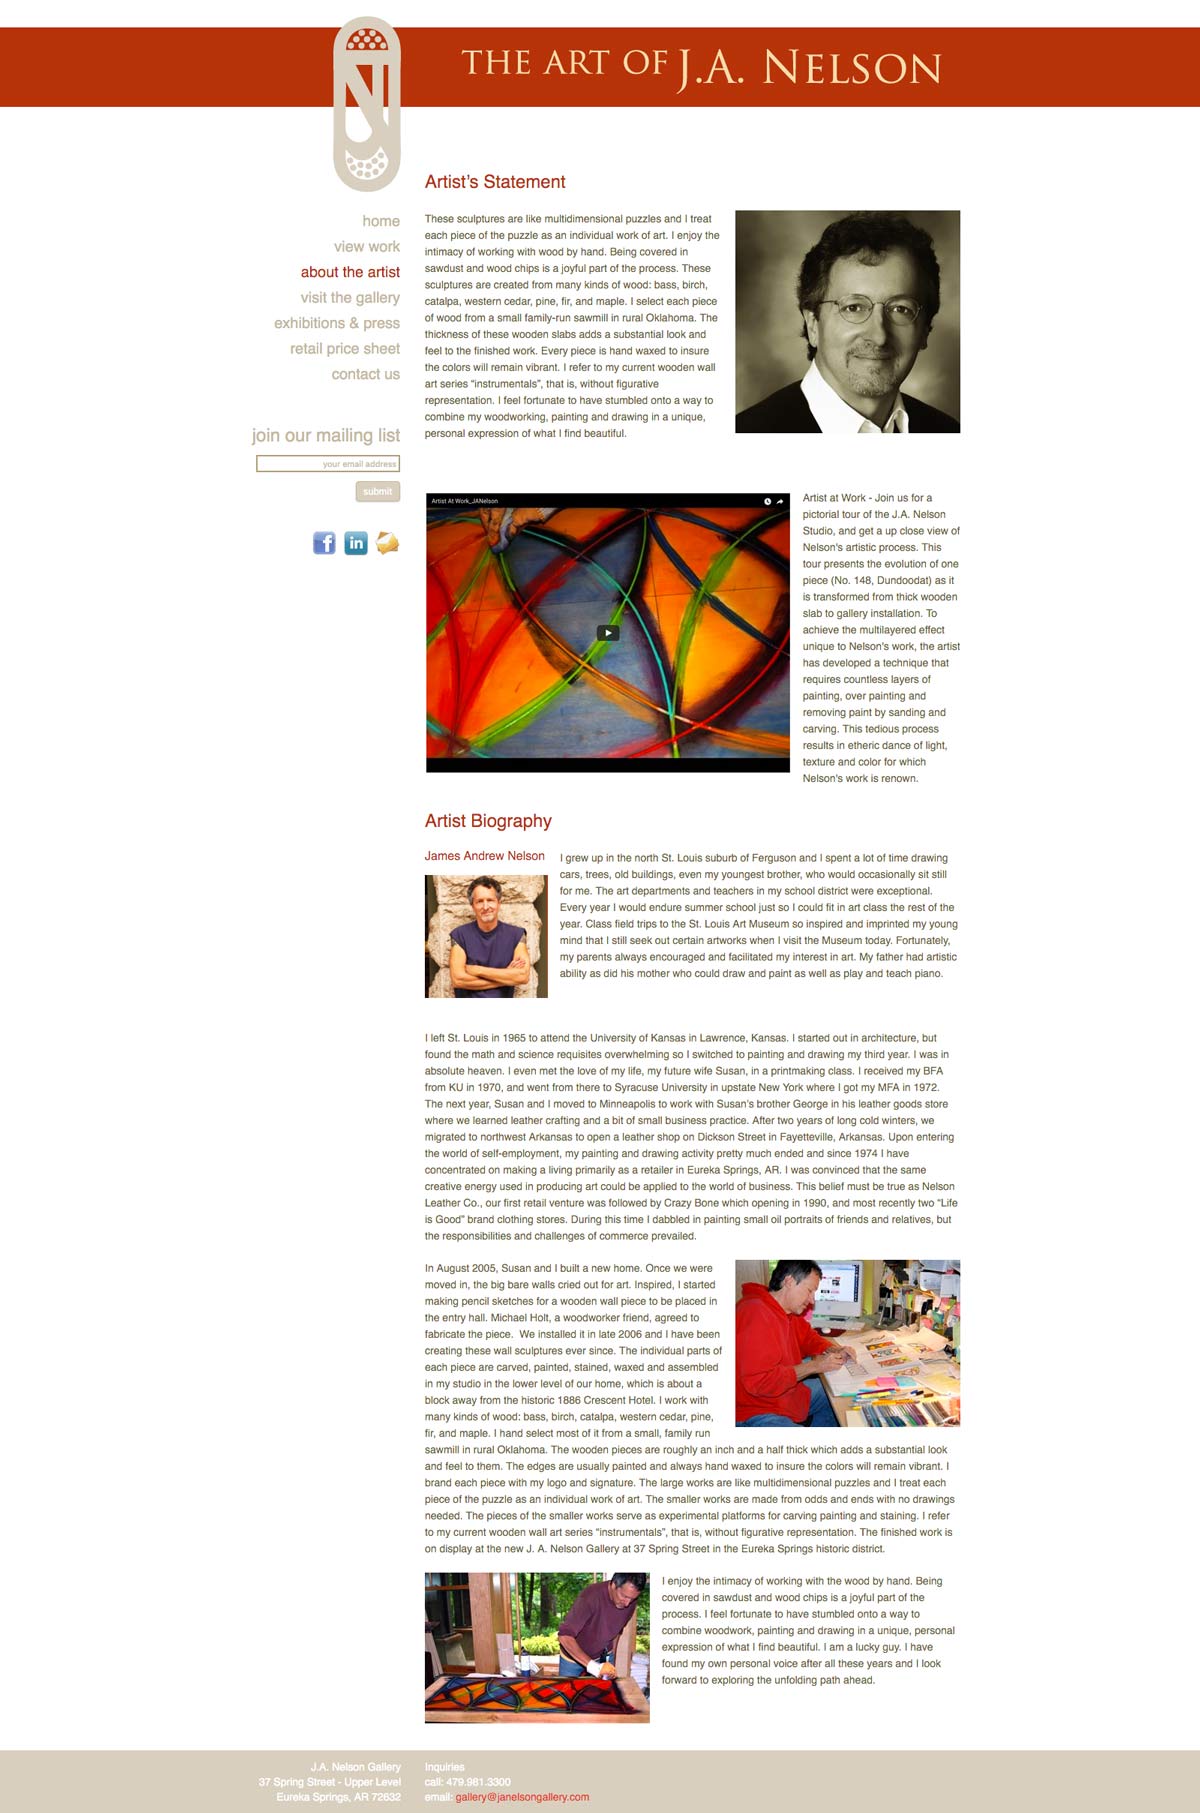 THE ART OF J.A. NELSON
home
view work
about the artist
visit the gallery
exhibitions & press
retail price sheet
contact us
join our mailing list
your email address
submit
f
in
Artist's Statement
These sculptures are like multidimensional puzzles and I treat
each piece of the puzzle as an individual work of art. I enjoy the
intimacy of working with wood by hand. Being covered in
sawdust and wood chips is a joyful part of the process. These
sculptures are created from many kinds of wood: bass, birch,
catalpa, western cedar, pine, fir, and maple. I select each piece
of wood from a small family-run sawmill in rural Oklahoma. The
thickness of these wooden slabs adds a substantial look and
feel to the finished work. Every piece is hand waxed to insure
the colors will remain vibrant. I refer to my current wooden wall
art series “instrumentals”, that is, without figurative
representation. I feel fortunate to have stumbled onto a way to
combine my woodworking, painting and drawing in a unique,
personal expression of what I find beautiful.
Artist At Work_JANelson
Artist at Work - Join us for a
pictorial tour of the J.A. Nelson
Studio, and get a up close view of
Nelson's artistic process. This
tour presents the evolution of one
piece (No. 148, Dundoodat) as it
is transformed from thick wooden
slab to gallery installation. To
achieve the multilayered effect
unique to Nelson's work, the artist
has developed a technique that
requires countless layers of
painting, over painting and
removing paint by sanding and
carving. This tedious process
results in etheric dance of light,
texture and color for which
Nelson's work is renown.
Artist Biography
James Andrew Nelson
I grew up in the north St. Louis suburb of Ferguson and I spent a lot of time drawing
cars, trees, old buildings, even my youngest brother, who would occasionally sit still
for me. The art departments and teachers in my school district were exceptional.
Every year I would endure summer school just so I could fit in art class the rest of the
year. Class field trips to the St. Louis Art Museum so inspired and imprinted my young
mind that I still seek out certain artworks when I visit the Museum today. Fortunately,
my parents always encouraged and facilitated my interest in art. My father had artistic
ability as did his mother who could draw and paint as well as play and teach piano.
I left St. Louis in 1965 to attend the University of Kansas in Lawrence, Kansas. I started out in architecture, but
found the math and science requisites overwhelming so I switched to painting and drawing my third year. I was in
absolute heaven. I even met the love of my life, my future wife Susan, in a printmaking class. I received my BFA
from KU in 1970, and went from there to Syracuse University in upstate New York where I got my MFA in 1972.
The next year, Susan and I moved to Minneapolis to work with Susan's brother George in his leather goods store
where we learned leather crafting and a bit of small business practice. After two years of long cold winters, we
migrated to northwest Arkansas to open a leather shop on Dickson Street in Fayetteville, Arkansas. Upon entering
the world of self-employment, my painting and drawing activity pretty much ended and since 1974 I have
concentrated on making a living primarily as a retailer in Eureka Springs, AR. I was convinced that the same
creative energy used in producing art could be applied to the world of business. This belief must be true as Nelson
Leather Co., our first retail venture was followed by Crazy Bone which opening in 1990, and most recently two “Life
is Good” brand clothing stores. During this time I dabbled in painting small oil portraits of friends and relatives, but
the responsibilities and challenges of commerce prevailed.
In August 2005, Susan and I built a new home. Once we were
moved in, the big bare walls cried out for art. Inspired, I started
making pencil sketches for a wooden wall piece to be placed in
the entry hall. Michael Holt, a woodworker friend, agreed to
fabricate the piece. We installed it in late 2006 and I have been
creating these wall sculptures ever since. The individual parts of
each piece are carved, painted, stained, waxed and assembled
in my studio in the lower level of our home, which is about a
block away from the historic 1886 Crescent Hotel. I work with
many kinds of wood: bass, birch, catalpa, western cedar, pine,
fir, and maple. I hand select most of it from a small, family run
sawmill in rural Oklahoma. The wooden pieces are roughly an inch and a half thick which adds a substantial look
and feel to them. The edges are usually painted and always hand waxed to insure the colors will remain vibrant. I
brand each piece with my logo and signature. The large works are like multidimensional puzzles and I treat each
piece of the puzzle as an individual work of art. The smaller works are made from odds and ends with no drawings
needed. The pieces of the smaller works serve as experimental platforms for carving painting and staining. I refer
to my current wooden wall art series “instrumentals”, that is, without figurative representation. The finished work is
on display at the new J. A. Nelson Gallery at 37 Spring Street in the Eureka Springs historic district.
I enjoy the intimacy of working with the wood by hand. Being
covered in sawdust and wood chips is a joyful part of the
process. I feel fortunate to have stumbled onto a way to
combine woodwork, painting and drawing in a unique, personal
expression of what I find beautiful. I am a lucky guy. I have
found my own personal voice after all these years and I look
forward to exploring the unfolding path ahead.
J.A. Nelson Gallery
37 Spring Street - Upper Level
Eureka Springs, AR 72632
Inquiries
call: 479.981.3300
email: gallery@janelsongallery.com